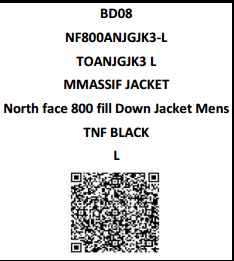 BD08
NF800ANJGJK3-L
TOANJGJK3 L
MMASSIF JACKET
North face 800 fill Down Jacket Mens
TNF BLACK
L